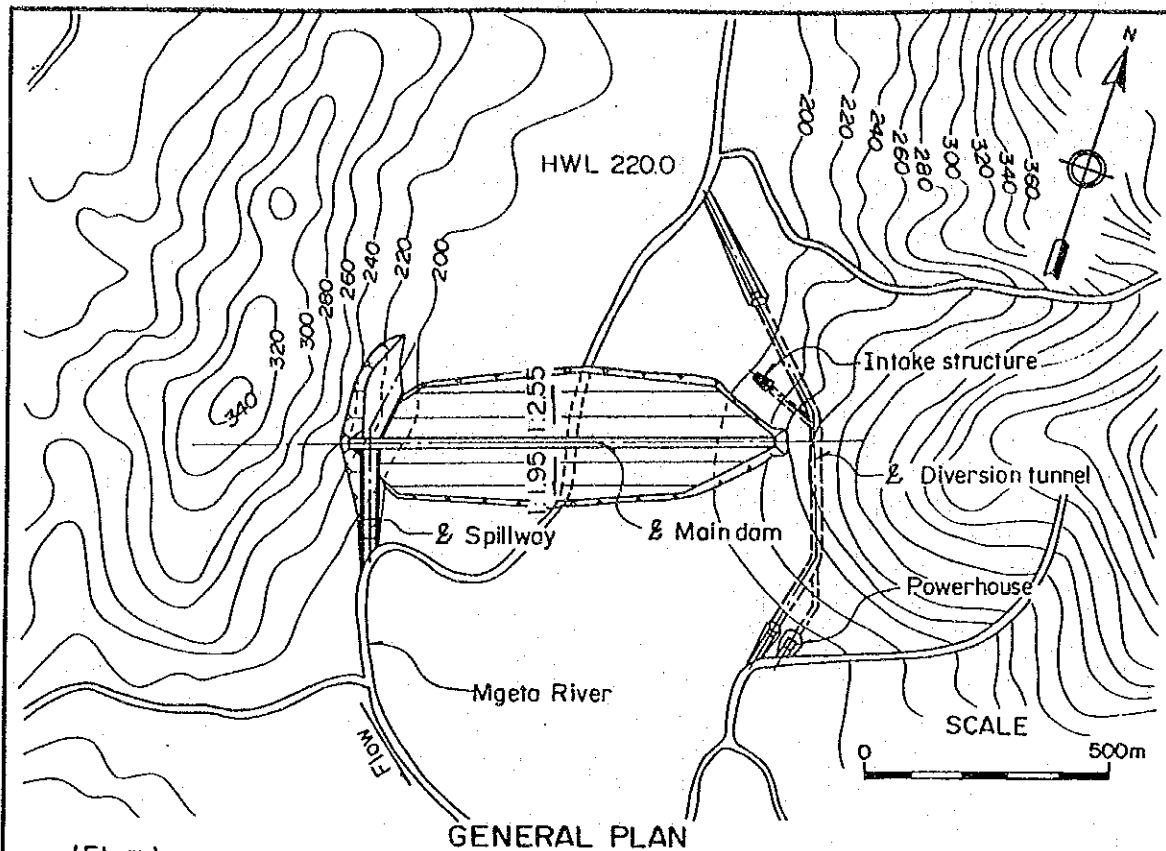 N
HWL 220.0
200
220
240
260
280
300
320
340
360
200
220
240
260
280
300
320
340
1:2.55
1:1.95
Intake structure
℄ Diversion tunnel
℄ Spillway
℄ Main dam
Powerhouse
Mgeta River
Flow
SCALE
0 500m
GENERAL PLAN